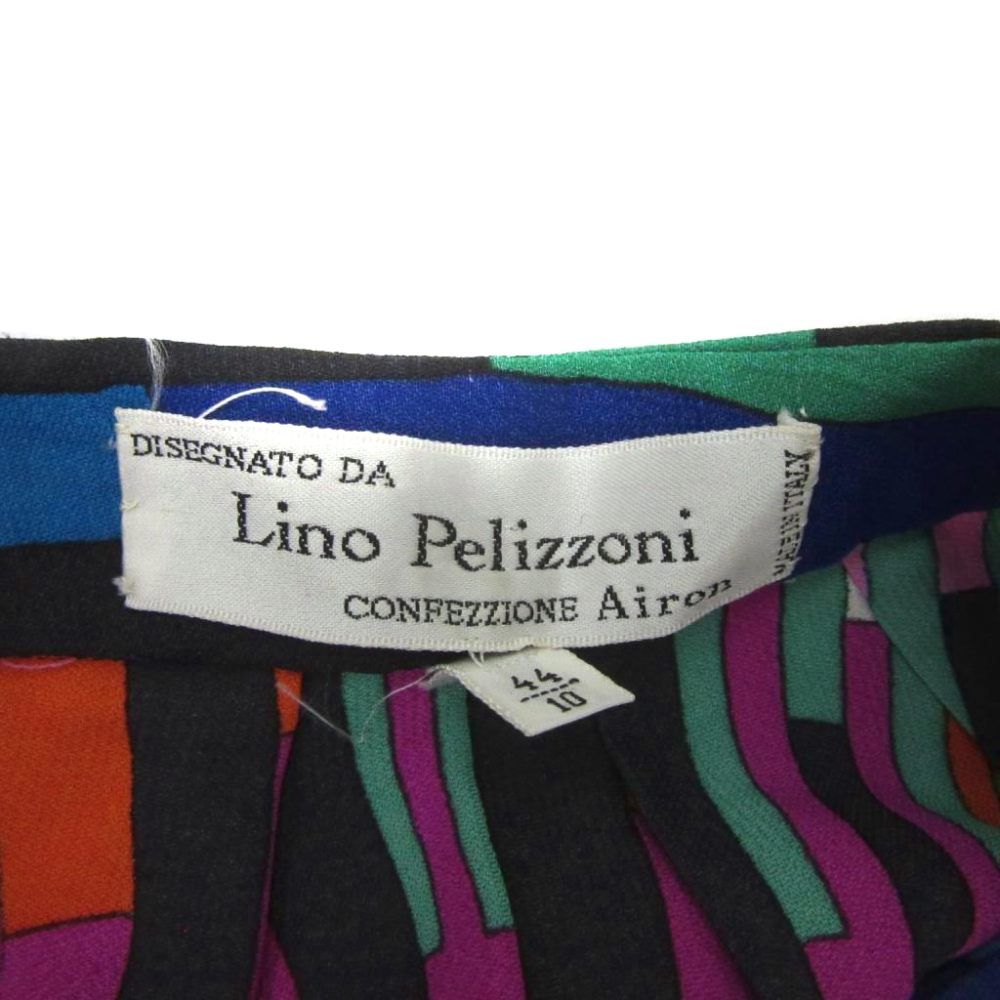 DISEGNATO DA
Lino Pelizzoni
CONFEZZIONE Airon
MADE IN ITALY
44
10